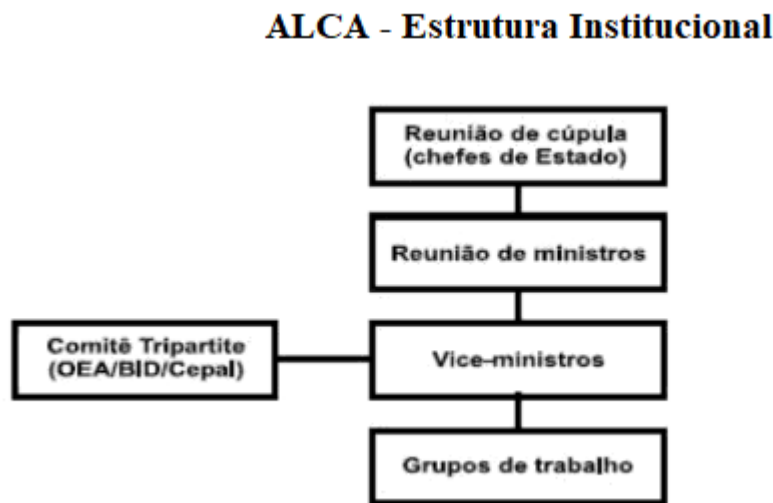 ALCA - Estrutura Institucional
Reunião de cúpula
(chefes de Estado)
Reunião de ministros
Comitê Tripartite
(OEA/BID/Cepal)
Vice-ministros
Grupos de trabalho